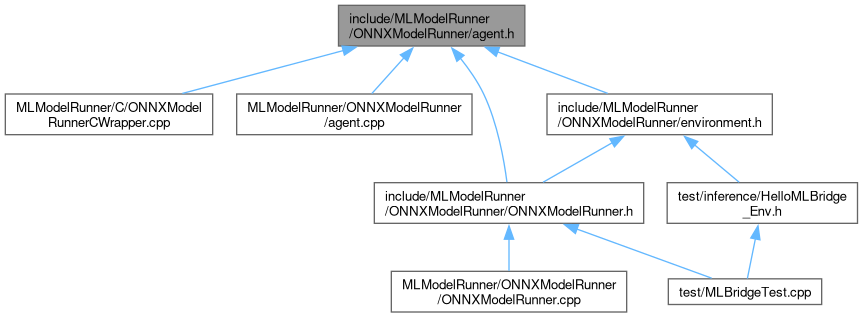 include/MLModelRunner
/ONNXModelRunner/agent.h
MLModelRunner/C/ONNXModel
RunnerCWrapper.cpp
MLModelRunner/ONNXModelRunner
/agent.cpp
include/MLModelRunner
/ONNXModelRunner/environment.h
include/MLModelRunner
/ONNXModelRunner/ONNXModelRunner.h
test/inference/HelloMLBridge
_Env.h
MLModelRunner/ONNXModelRunner
/ONNXModelRunner.cpp
test/MLBridgeTest.cpp